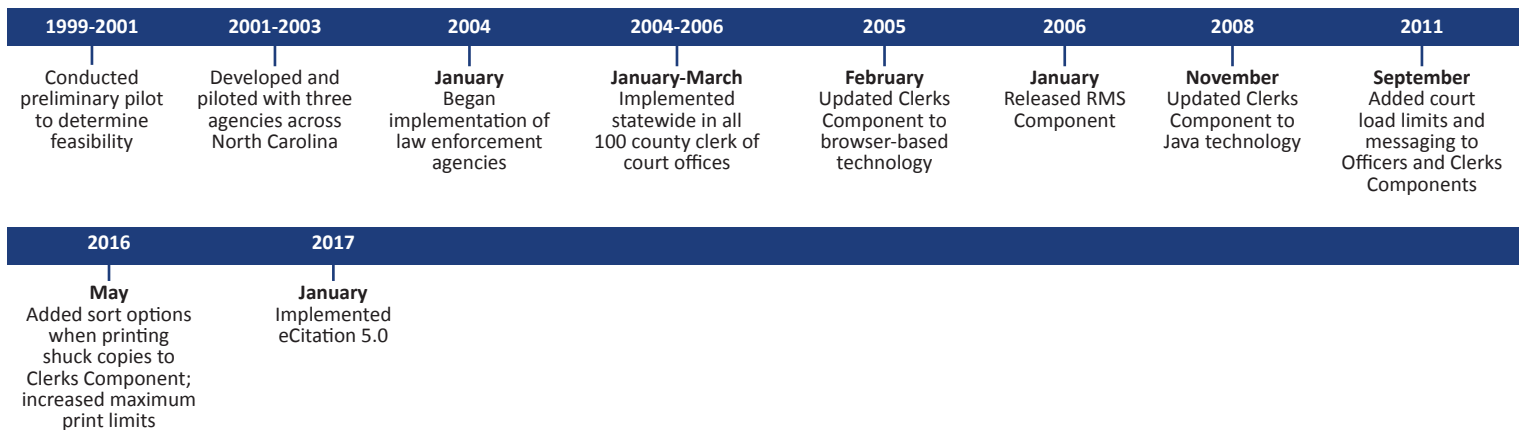 1999-2001
Conducted
preliminary pilot
to determine
feasibility
2001-2003
Developed and
piloted with three
agencies across
North Carolina
2004
January
Began
implementation of
law enforcement
agencies
2004-2006
January-March
Implemented
statewide in all
100 county clerk of
court offices
2005
February
Updated Clerks
Component to
browser-based
technology
2006
January
Released RMS
Component
2008
November
Updated Clerks
Component to
Java technology
2011
September
Added court
load limits and
messaging to
Officers and Clerks
Components
2016
May
Added sort options
when printing
shuck copies to
Clerks Component;
increased maximum
print limits
2017
January
Implemented
eCitation 5.0